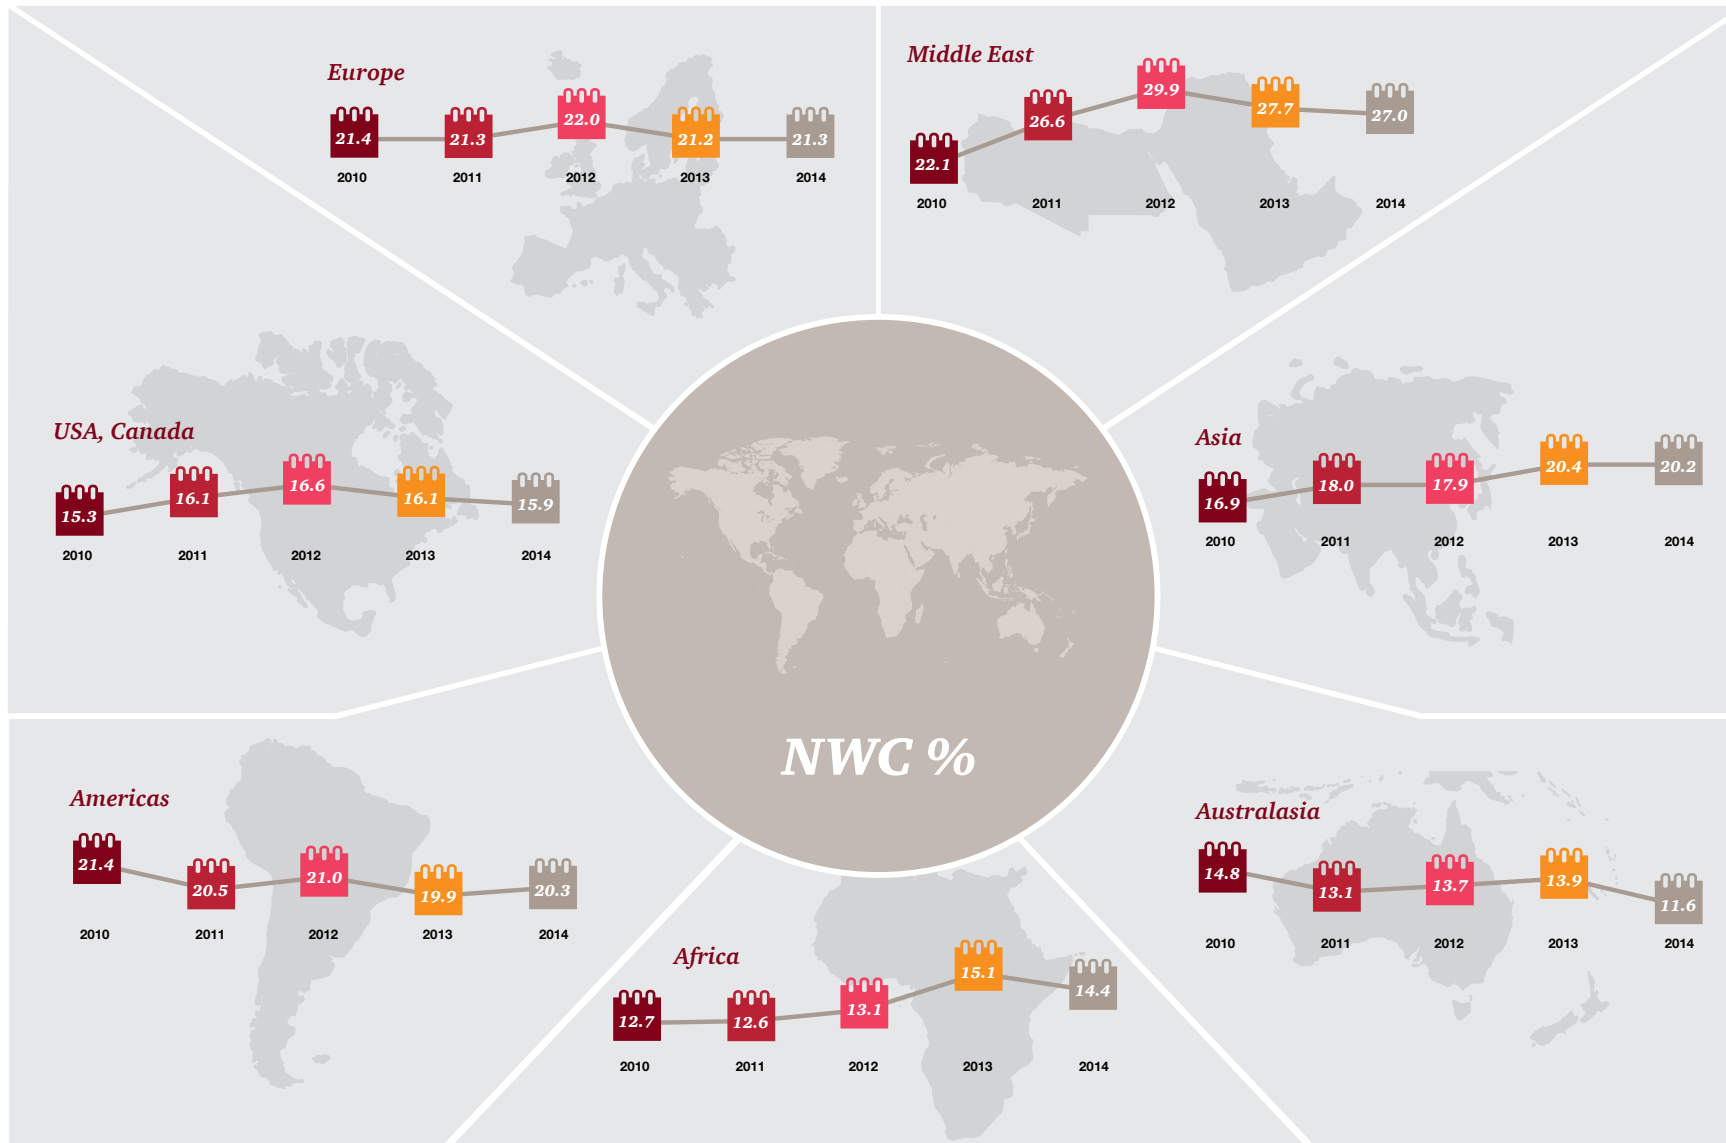 Europe
21.4 21.3 22.0 21.2 21.3
2010 2011 2012 2013 2014
Middle East
22.1 26.6 29.9 27.7 27.0
2010 2011 2012 2013 2014
USA, Canada
15.3 16.1 16.6 16.1 15.9
2010 2011 2012 2013 2014
Asia
16.9 18.0 17.9 20.4 20.2
2010 2011 2012 2013 2014
NWC %
Americas
21.4 20.5 21.0 19.9 20.3
2010 2011 2012 2013 2014
Africa
12.7 12.6 13.1 15.1 14.4
2010 2011 2012 2013 2014
Australasia
14.8 13.1 13.7 13.9 11.6
2010 2011 2012 2013 2014